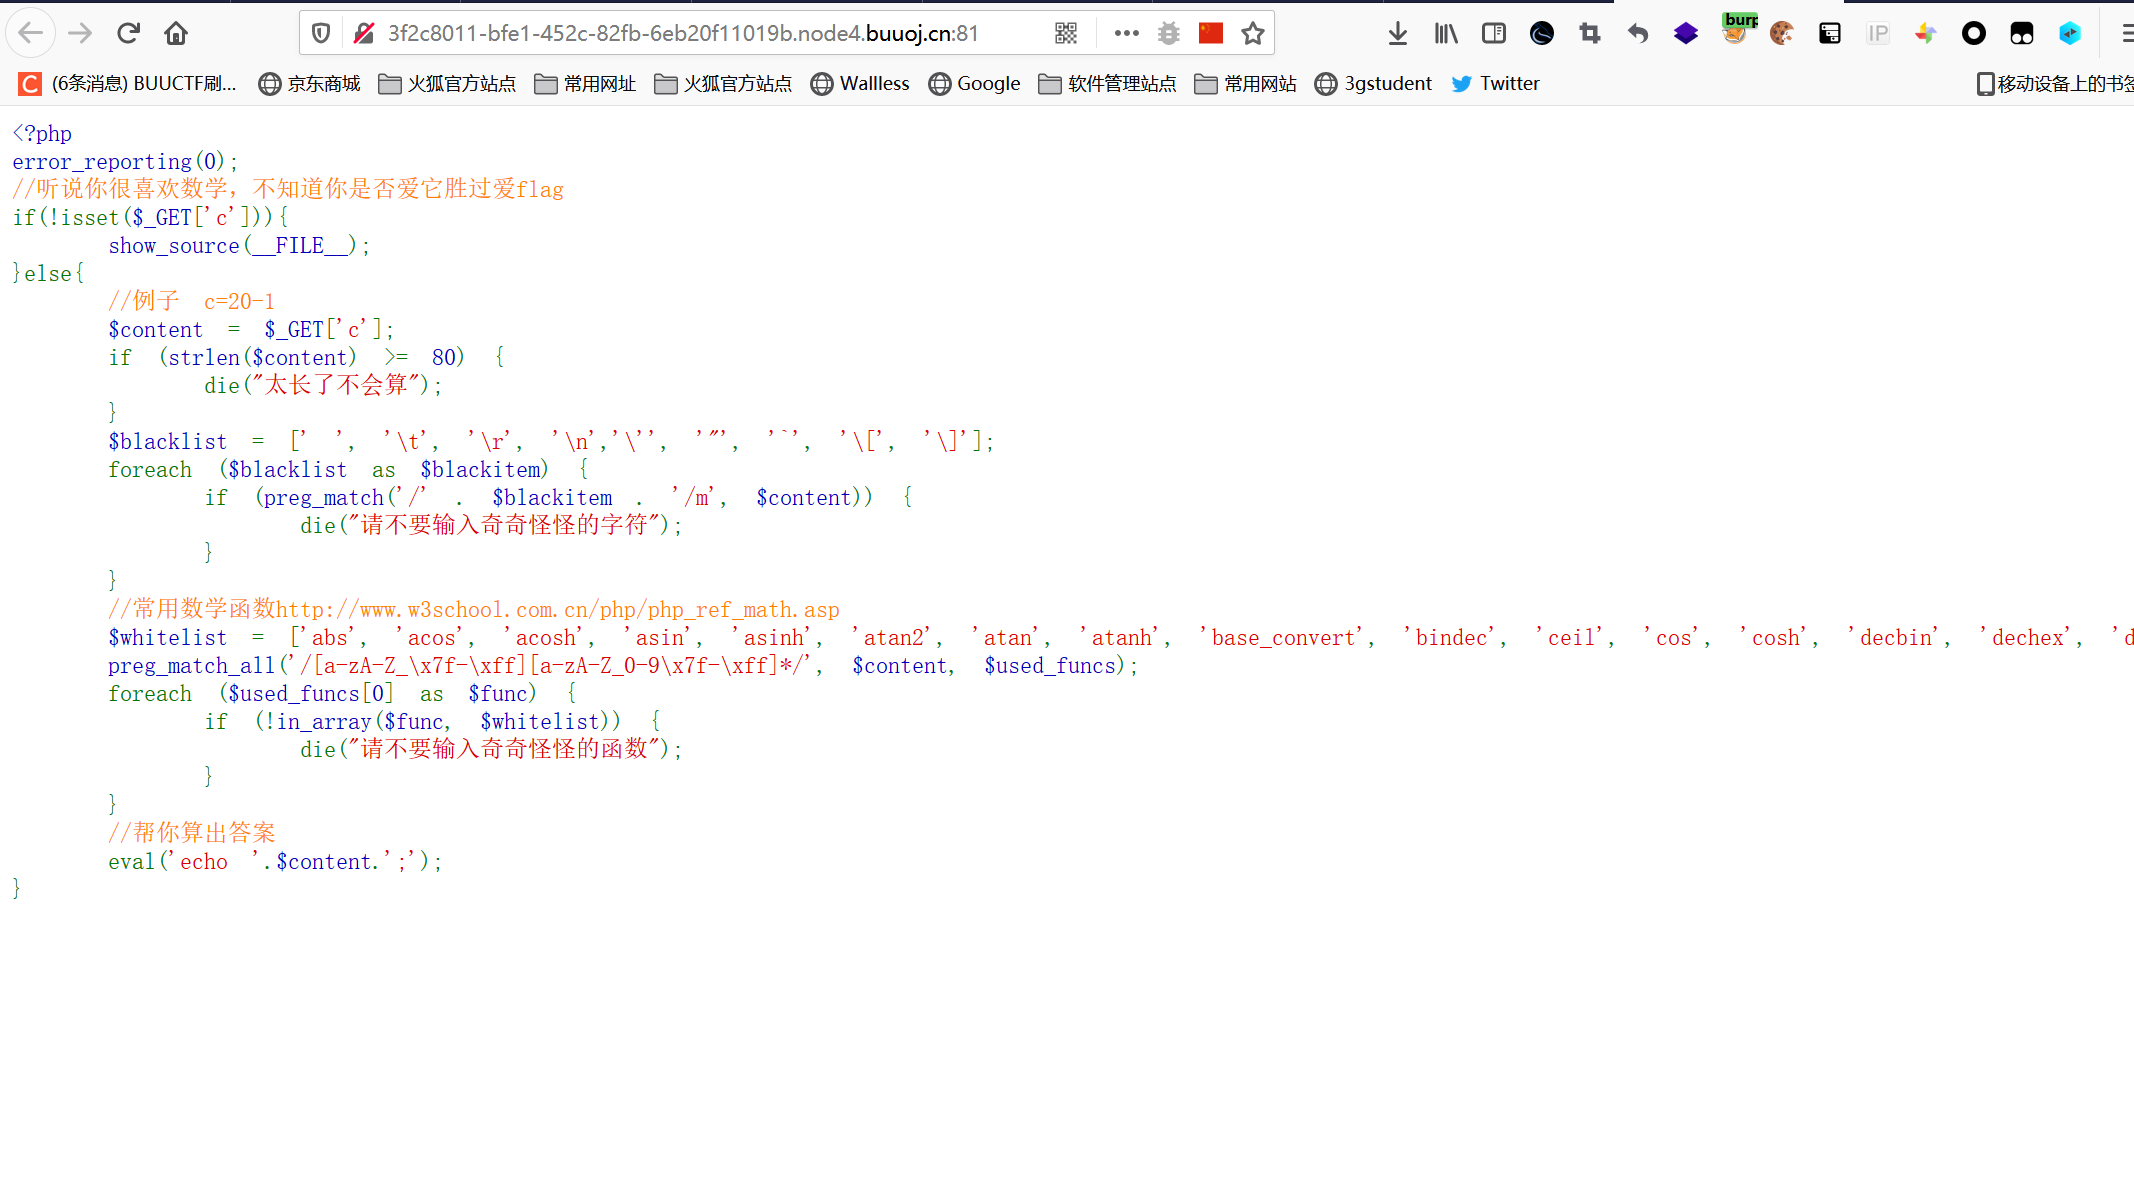 3f2c8011-bfe1-452c-82fb-6eb20f11019b.node4.buuoj.cn:81
burp
IP
(6条消息) BUUCTF刷... 京东商城 火狐官方站点 常用网址 火狐官方站点 Wallless Google 软件管理站点 常用网站 3gstudent Twitter 移动设备上的书签
<?php
error_reporting(0);
//听说你很喜欢数学，不知道你是否爱它胜过爱flag
if(!isset($_GET['c'])){
show_source(__FILE__);
}else{
//例子 c=20-1
$content = $_GET['c'];
if (strlen($content) >= 80) {
die("太长了不会算");
}
$blacklist = [' ', '\t', '\r', '\n','\'', '"', '`', '\[', '\]'];
foreach ($blacklist as $blackitem) {
if (preg_match('/' . $blackitem . '/m', $content)) {
die("请不要输入奇奇怪怪的字符");
}
}
//常用数学函数http://www.w3school.com.cn/php/php_ref_math.asp
$whitelist = ['abs', 'acos', 'acosh', 'asin', 'asinh', 'atan2', 'atan', 'atanh', 'base_convert', 'bindec', 'ceil', 'cos', 'cosh', 'decbin', 'dechex', 'd
preg_match_all('/[a-zA-Z_\x7f-\xff][a-zA-Z_0-9\x7f-\xff]*/', $content, $used_funcs);
foreach ($used_funcs[0] as $func) {
if (!in_array($func, $whitelist)) {
die("请不要输入奇奇怪怪的函数");
}
}
//帮你算出答案
eval('echo '.$content.';');
}